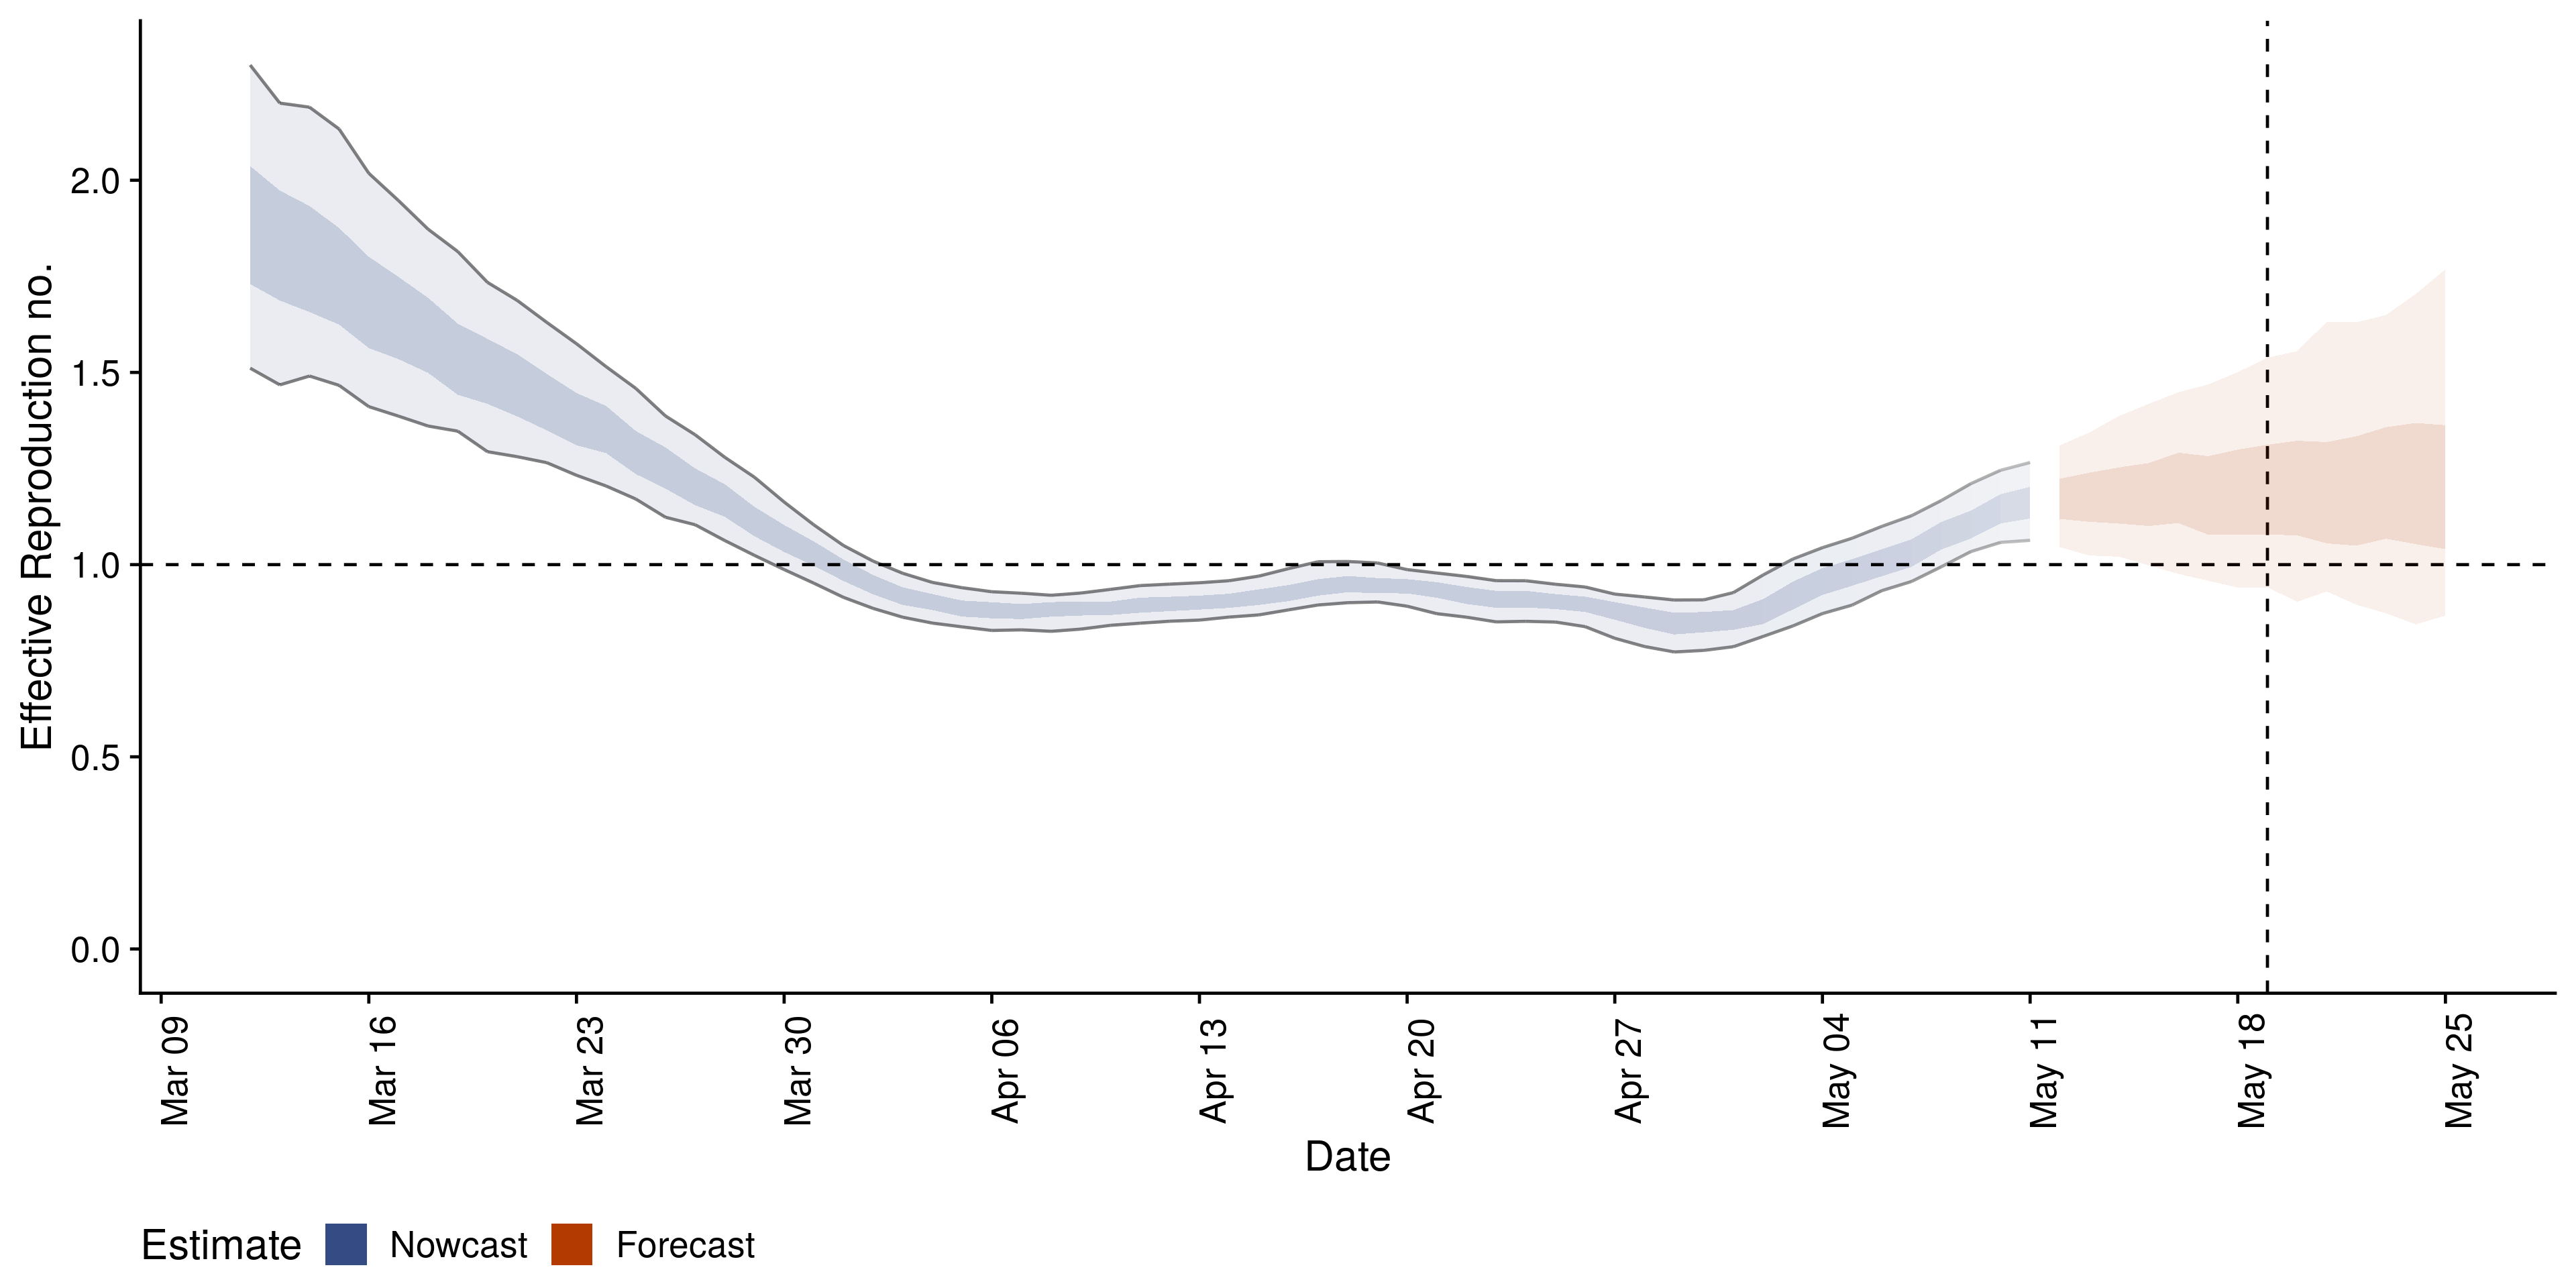 Effective Reproduction no.
2.0
1.5
1.0
0.5
0.0
Mar 09
Mar 16
Mar 23
Mar 30
Apr 06
Apr 13
Apr 20
Apr 27
May 04
May 11
May 18
May 25
Date
Estimate Nowcast Forecast